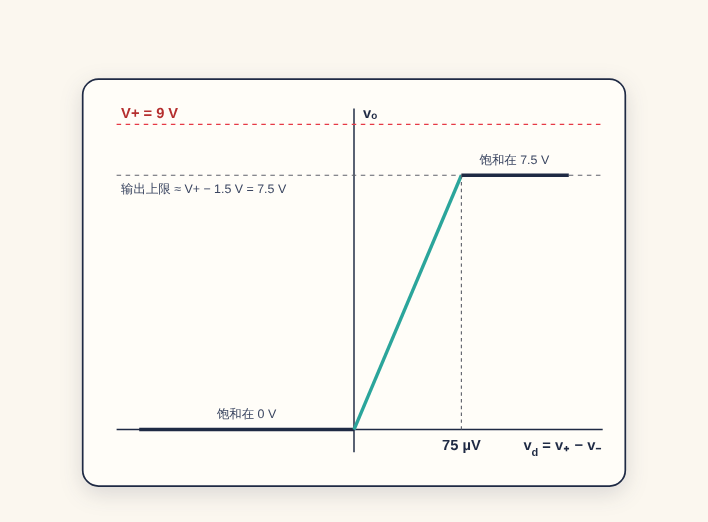 V+ = 9 V
vₒ
饱和在 7.5 V
输出上限 ≈ V+ − 1.5 V = 7.5 V
饱和在 0 V
75 µV
v_d = v₊ − v₋